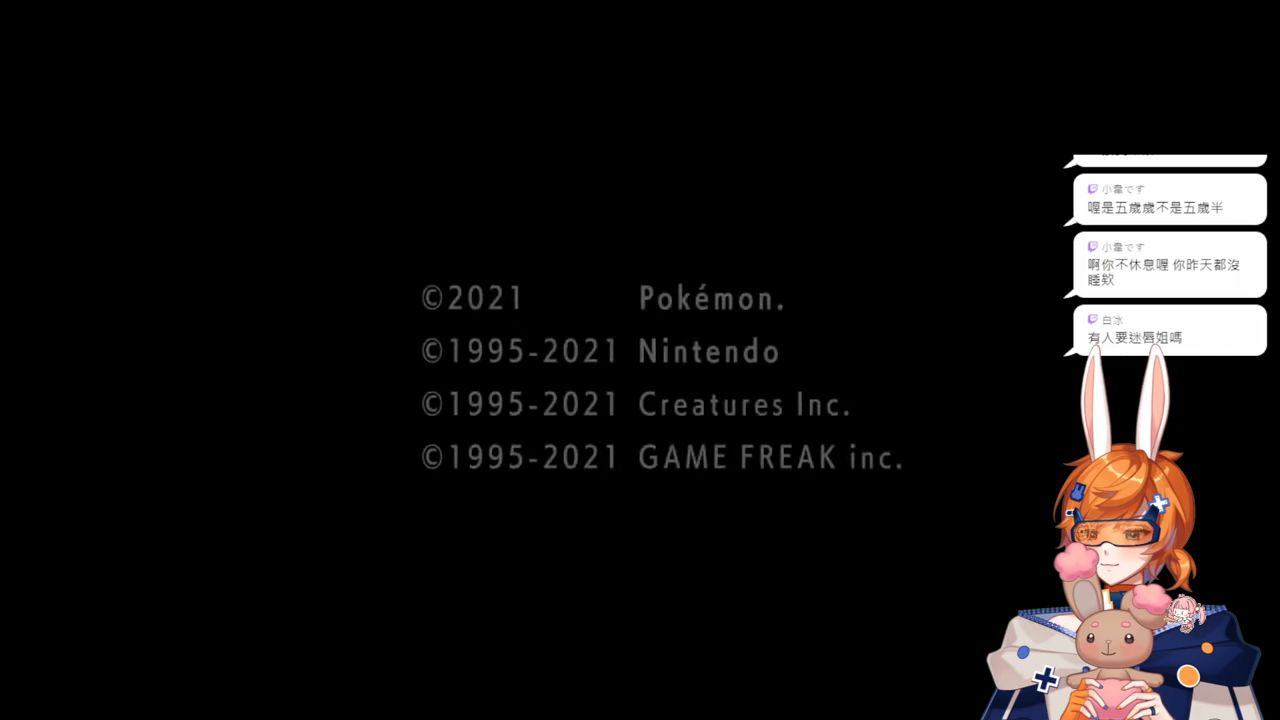 ©2021 Pokémon.
©1995-2021 Nintendo
©1995-2021 Creatures Inc.
©1995-2021 GAME FREAK inc.
小韋です
喔是五歲歲不是五歲半
小韋です
啊你不休息喔 你昨天都沒
睡欸
白冰
有人要迷唇姐嗎